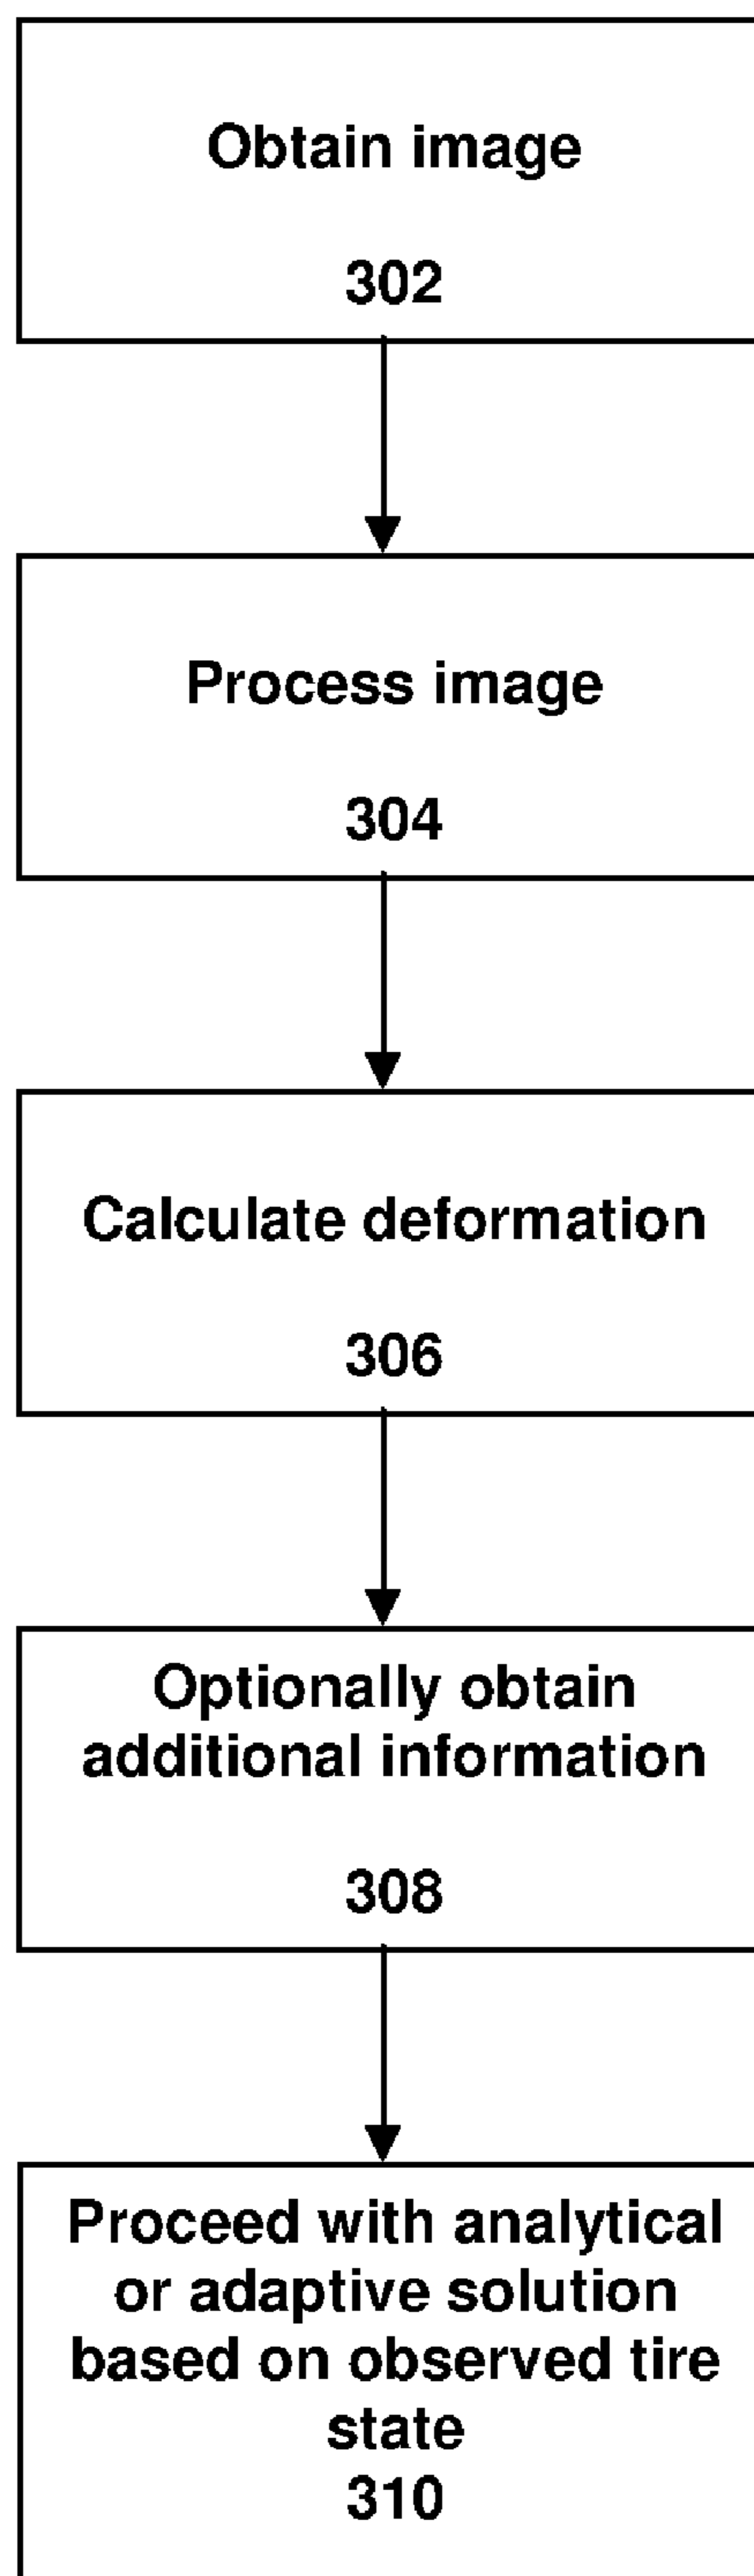 Obtain image
302
Process image
304
Calculate deformation
306
Optionally obtain
additional information
308
Proceed with analytical
or adaptive solution
based on observed tire
state
310